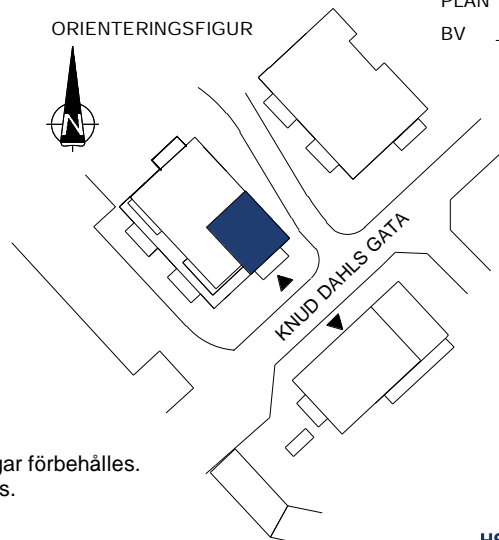 PLAN
ORIENTERINGSFIGUR
BV
N
KNUD DAHLS GATA
gar förbehålles.
s.